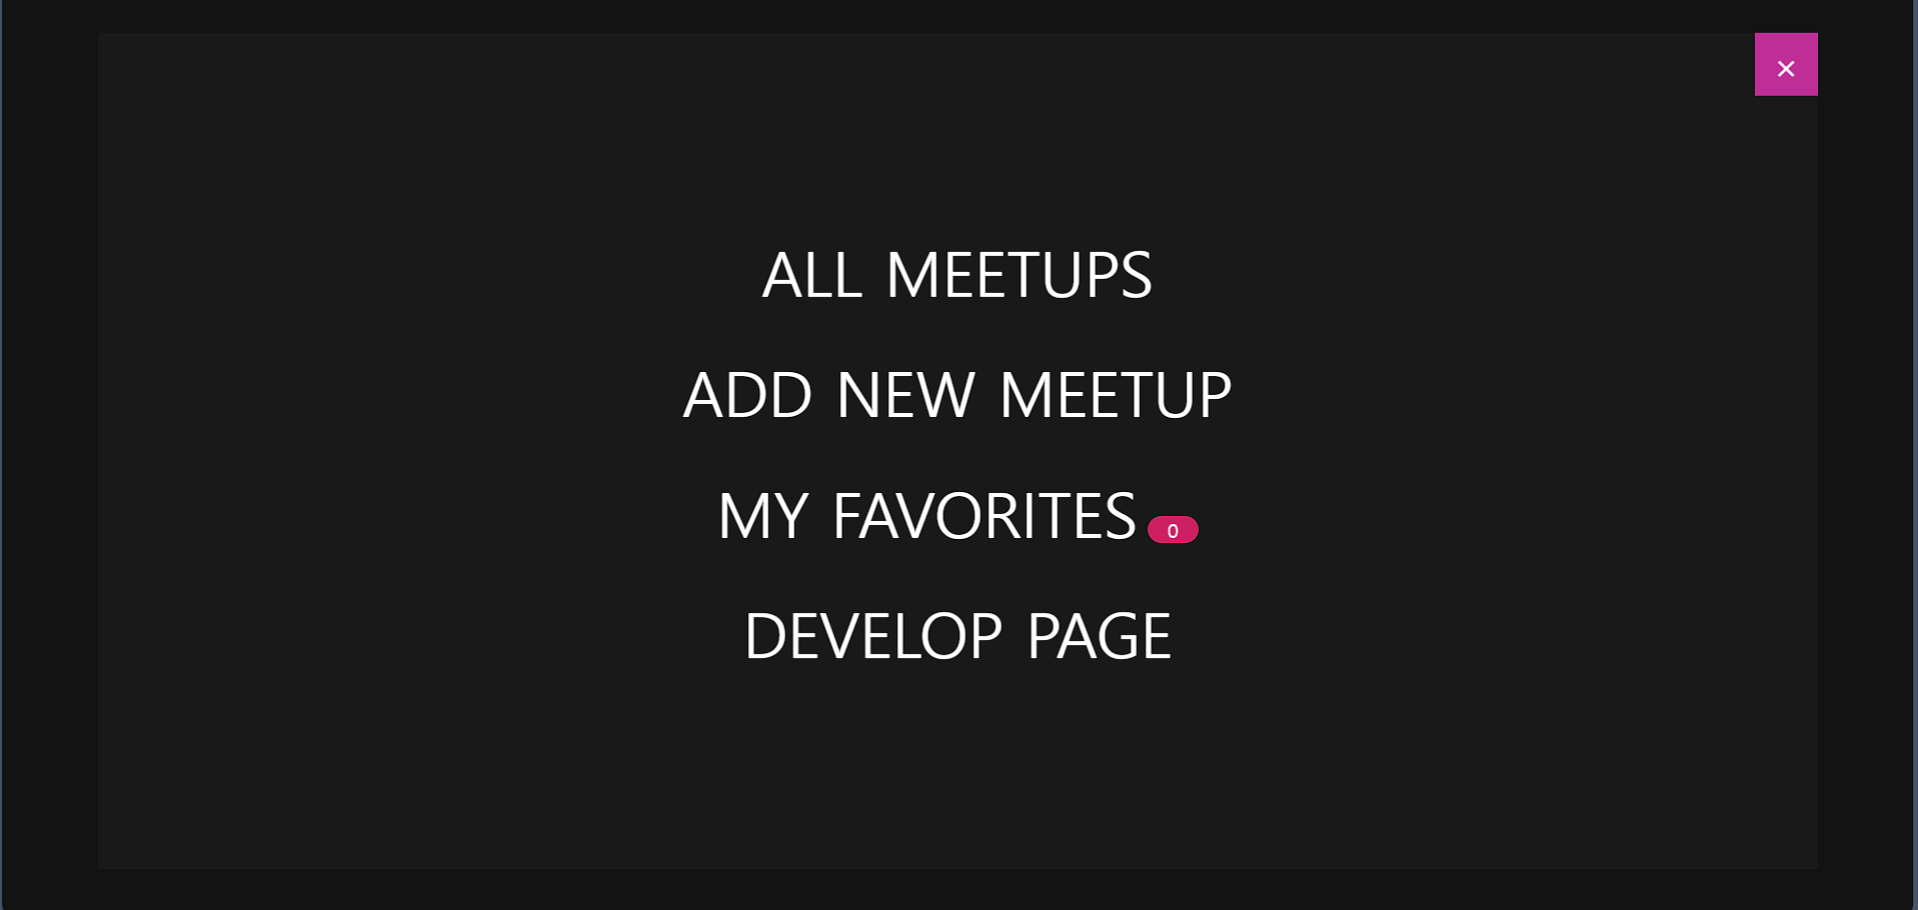 ×
ALL MEETUPS
ADD NEW MEETUP
MY FAVORITES 0
DEVELOP PAGE